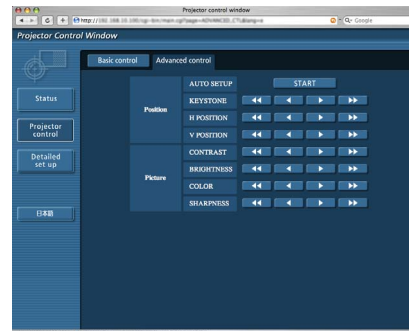 Projector control window
Google
Projector Control Window
Basic control
Advanced control
Status
Projector
control
Detailed
set up
日本語
Position
AUTO SETUP
START
KEYSTONE
H POSITION
V POSITION
Picture
CONTRAST
BRIGHTNESS
COLOR
SHARPNESS